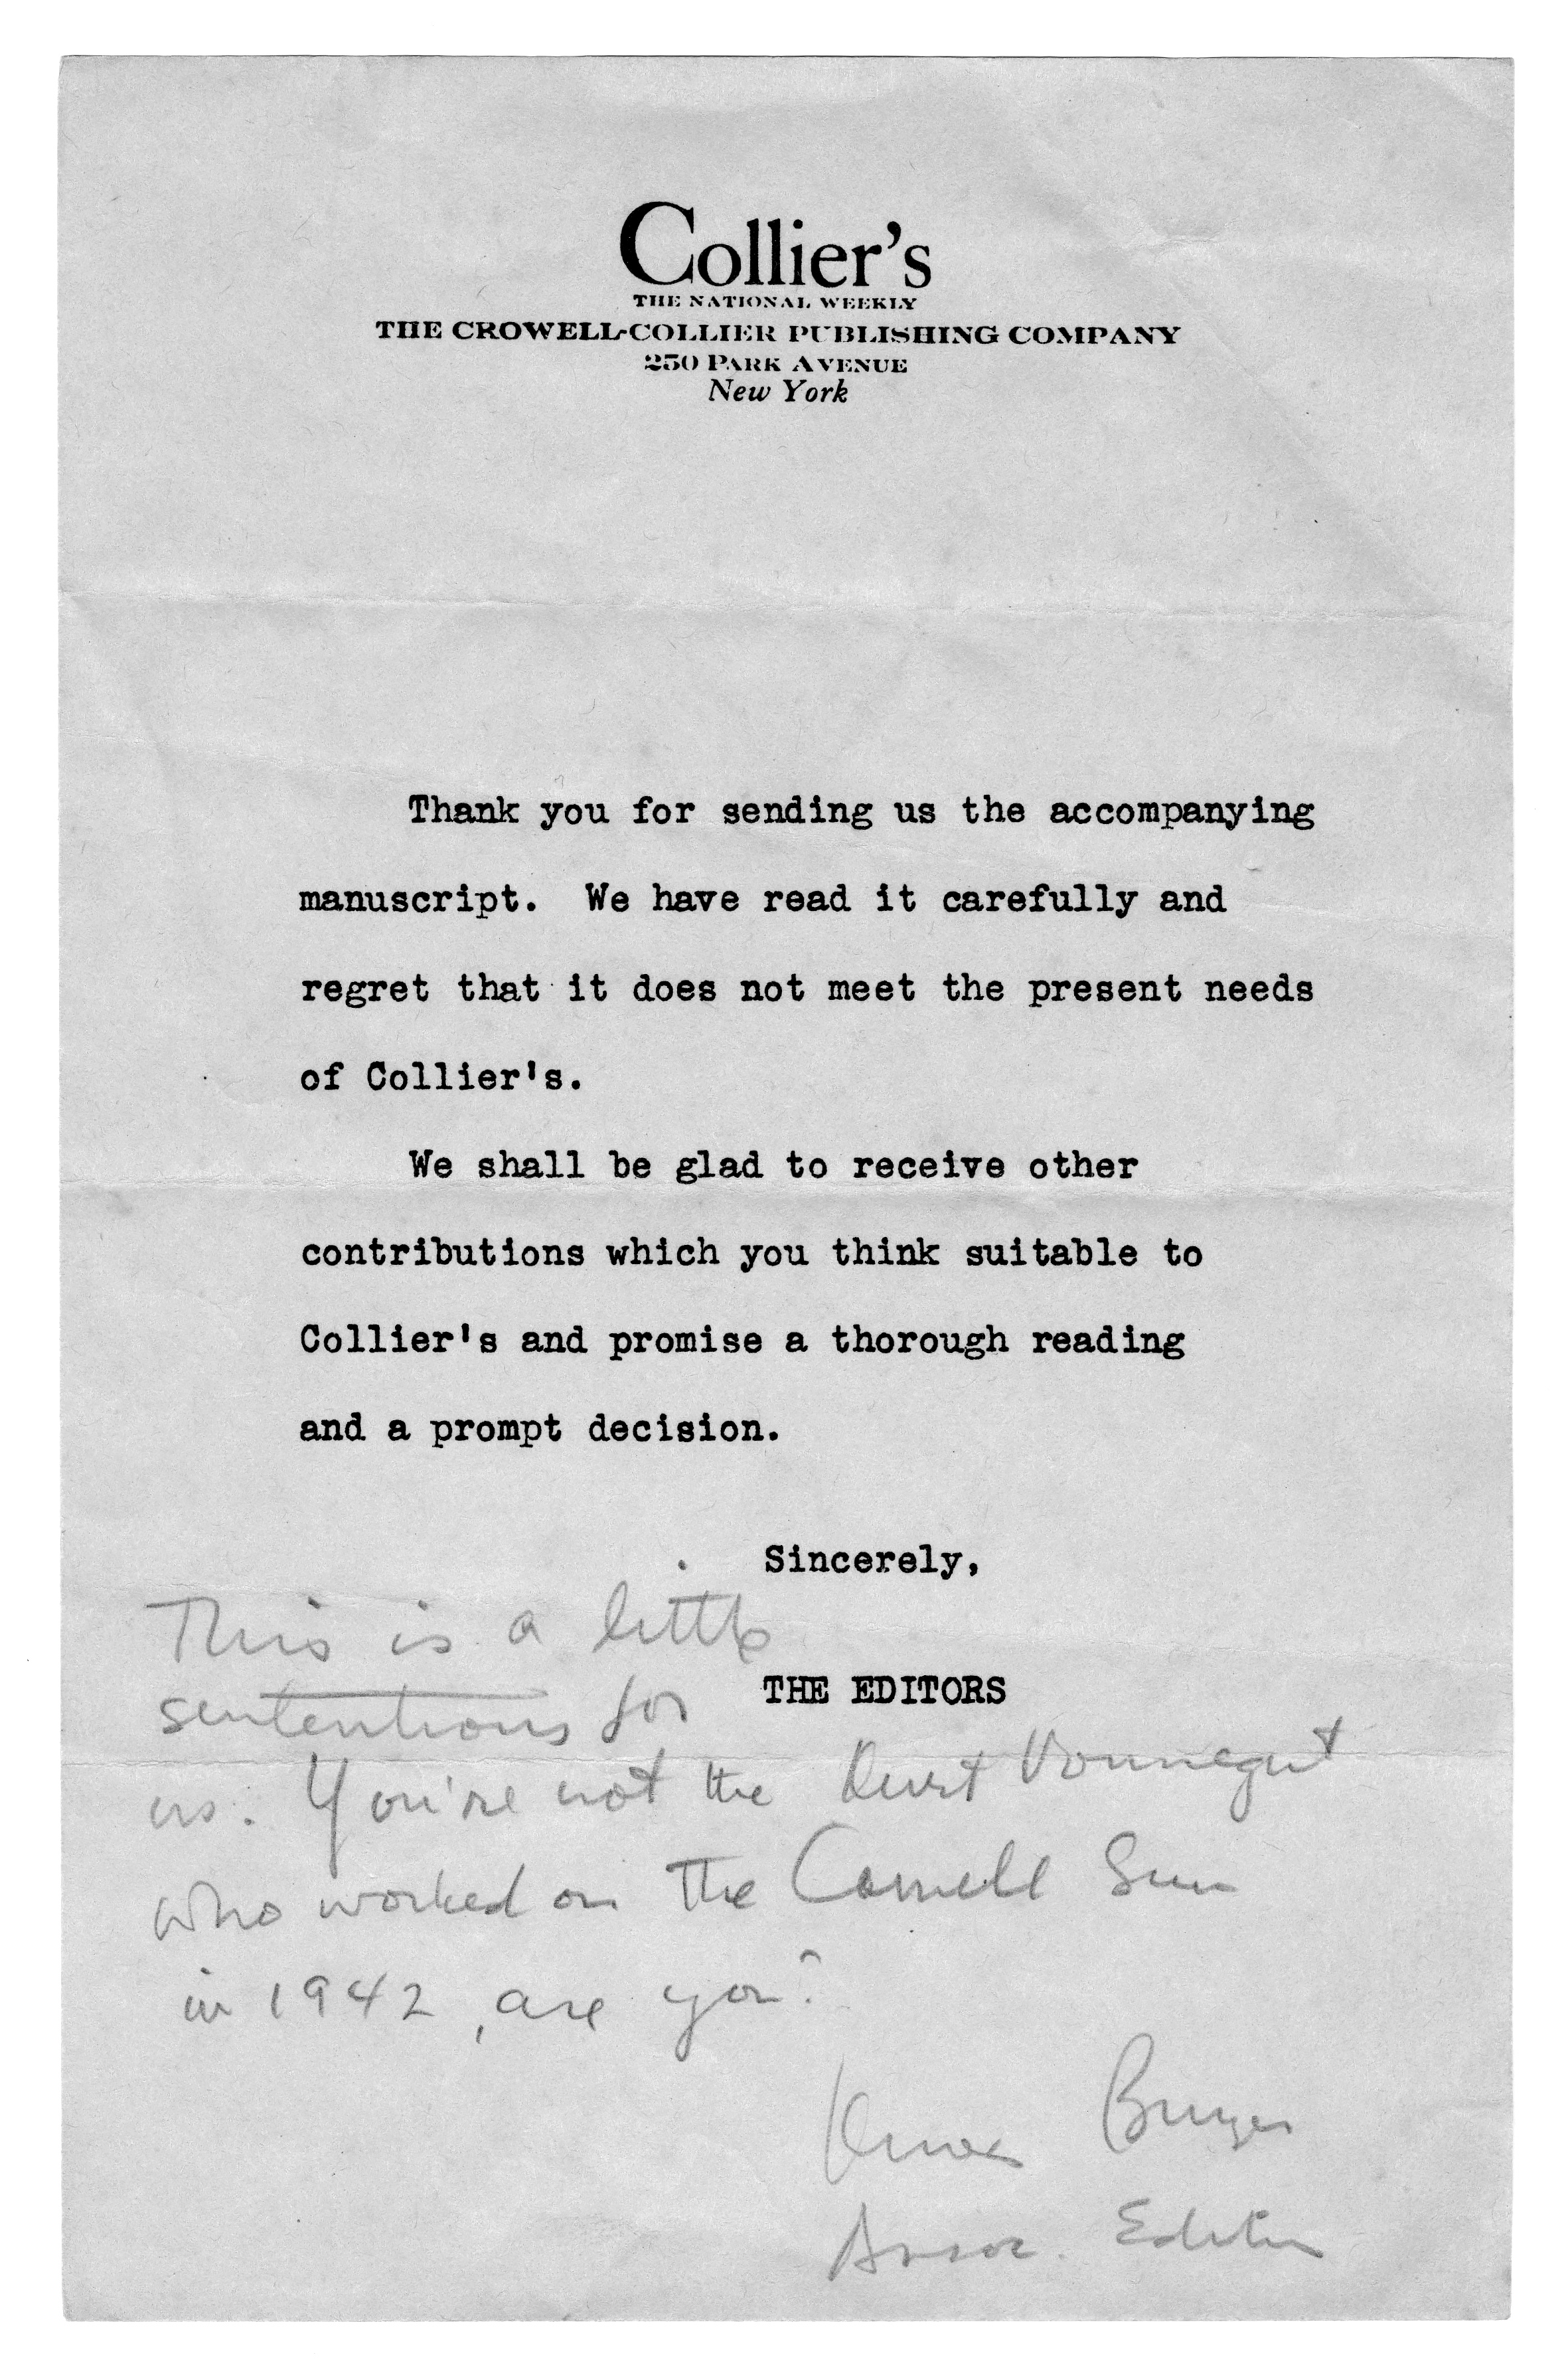 Collier's
THE NATIONAL WEEKLY
THE CROWELL-COLLIER PUBLISHING COMPANY
250 PARK AVENUE
New York
Thank you for sending us the accompanying
manuscript. We have read it carefully and
regret that it does not meet the present needs
of Collier's.
We shall be glad to receive other
contributions which you think suitable to
Collier's and promise a thorough reading
and a prompt decision.
Sincerely,
This is a little
THE EDITORS
sententious for
us. You're not the Kurt Vonnegut
who worked on the Cornell Sun
in 1942, are you?
Knox Burger
Assoc. Editor